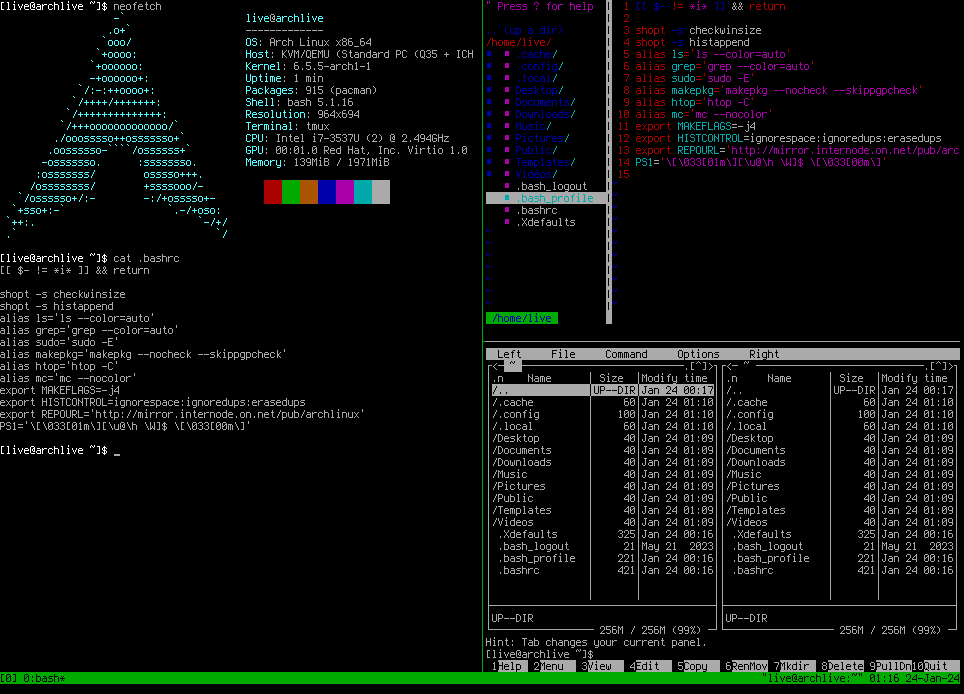 [live@archlive ~]$ neofetch
live@archlive
-------------
OS: Arch Linux x86_64
Host: KVM/QEMU (Standard PC (Q35 + ICH
Kernel: 6.5.5-arch1-1
Uptime: 1 min
Packages: 915 (pacman)
Shell: bash 5.1.16
Resolution: 964x694
Terminal: tmux
CPU: Intel i7-3537U (2) @ 2.494GHz
GPU: 00:01.0 Red Hat, Inc. Virtio 1.0
Memory: 139MiB / 1971MiB
[live@archlive ~]$ cat .bashrc
[[ $- != *i* ]] && return
shopt -s checkwinsize
shopt -s histappend
alias ls='ls --color=auto'
alias grep='grep --color=auto'
alias sudo='sudo -E'
alias makepkg='makepkg --nocheck --skippgpcheck'
alias htop='htop -C'
alias mc='mc --nocolor'
export MAKEFLAGS=-j4
export HISTCONTROL=ignorespace:ignoredups:erasedups
export REPOURL='http://mirror.internode.on.net/pub/archlinux'
PS1='\[\033[01m\][\u@\h \W]$ \[\033[00m\]'
[live@archlive ~]$ _
" Press ? for help
.. (up a dir)
/home/live/
.cache/
.config/
.local/
Desktop/
Documents/
Downloads/
Music/
Pictures/
Public/
Templates/
Videos/
.bash_logout
.bash_profile
.bashrc
.Xdefaults
/home/live
1 [[ $- != *i* ]] && return
2
3 shopt -s checkwinsize
4 shopt -s histappend
5 alias ls='ls --color=auto'
6 alias grep='grep --color=auto'
7 alias sudo='sudo -E'
8 alias makepkg='makepkg --nocheck --skippgpcheck'
9 alias htop='htop -C'
10 alias mc='mc --nocolor'
11 export MAKEFLAGS=-j4
12 export HISTCONTROL=ignorespace:ignoredups:erasedups
13 export REPOURL='http://mirror.internode.on.net/pub/arc
14 PS1='\[\033[01m\][\u@\h \W]$ \[\033[00m\]'
15
Left File Command Options Right
<- ~ .[^]> <- ~ .[^]>
.n Name Size Modify time .n Name Size Modify time
/.. UP--DIR Jan 24 00:17 /.. UP--DIR Jan 24 00:17
/.cache 60 Jan 24 01:10 /.cache 60 Jan 24 01:10
/.config 100 Jan 24 01:10 /.config 100 Jan 24 01:10
/.local 60 Jan 24 01:10 /.local 60 Jan 24 01:10
/Desktop 40 Jan 24 01:09 /Desktop 40 Jan 24 01:09
/Documents 40 Jan 24 01:09 /Documents 40 Jan 24 01:09
/Downloads 40 Jan 24 01:09 /Downloads 40 Jan 24 01:09
/Music 40 Jan 24 01:09 /Music 40 Jan 24 01:09
/Pictures 40 Jan 24 01:09 /Pictures 40 Jan 24 01:09
/Public 40 Jan 24 01:09 /Public 40 Jan 24 01:09
/Templates 40 Jan 24 01:09 /Templates 40 Jan 24 01:09
/Videos 40 Jan 24 01:09 /Videos 40 Jan 24 01:09
.Xdefaults 325 Jan 24 00:16 .Xdefaults 325 Jan 24 00:16
.bash_logout 21 May 21 2023 .bash_logout 21 May 21 2023
.bash_profile 221 Jan 24 00:16 .bash_profile 221 Jan 24 00:16
.bashrc 421 Jan 24 00:16 .bashrc 421 Jan 24 00:16
UP--DIR UP--DIR
256M / 256M (99%) 256M / 256M (99%)
Hint: Tab changes your current panel.
[live@archlive ~]$
1Help 2Menu 3View 4Edit 5Copy 6RenMov 7Mkdir 8Delete 9PullDn 10Quit
[0] 0:bash* "live@archlive:~" 01:16 24-Jan-24